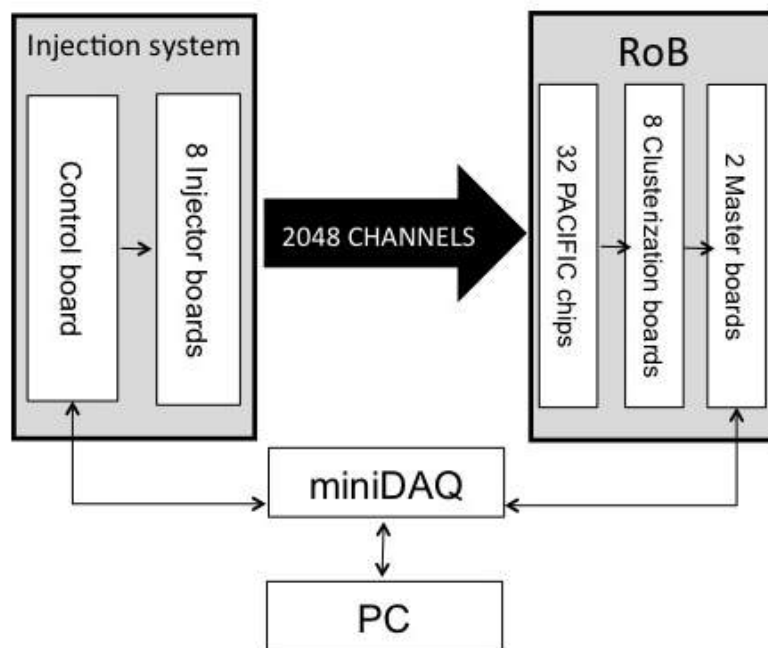 Injection system
Control board
8 Injector boards
2048 CHANNELS
RoB
32 PACIFIC chips
8 Clusterization boards
2 Master boards
miniDAQ
PC